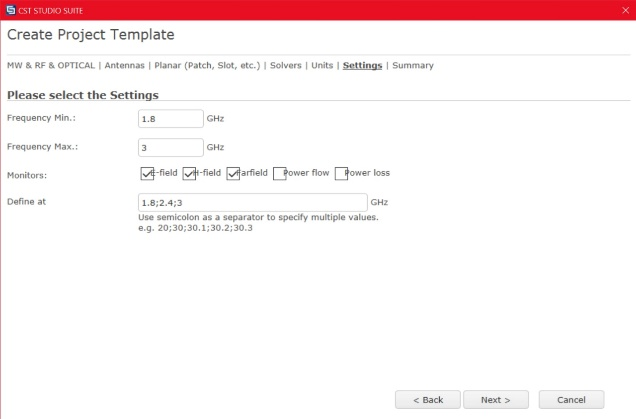 CST STUDIO SUITE
Create Project Template
MW & RF & OPTICAL | Antennas | Planar (Patch, Slot, etc.) | Solvers | Units | Settings | Summary
Please select the Settings
Frequency Min.: 1.8 GHz
Frequency Max.: 3 GHz
Monitors: E-field H-field Farfield Power flow Power loss
Define at 1.8;2.4;3 GHz
Use semicolon as a separator to specify multiple values.
e.g. 20;30;30.1;30.2;30.3
< Back Next > Cancel